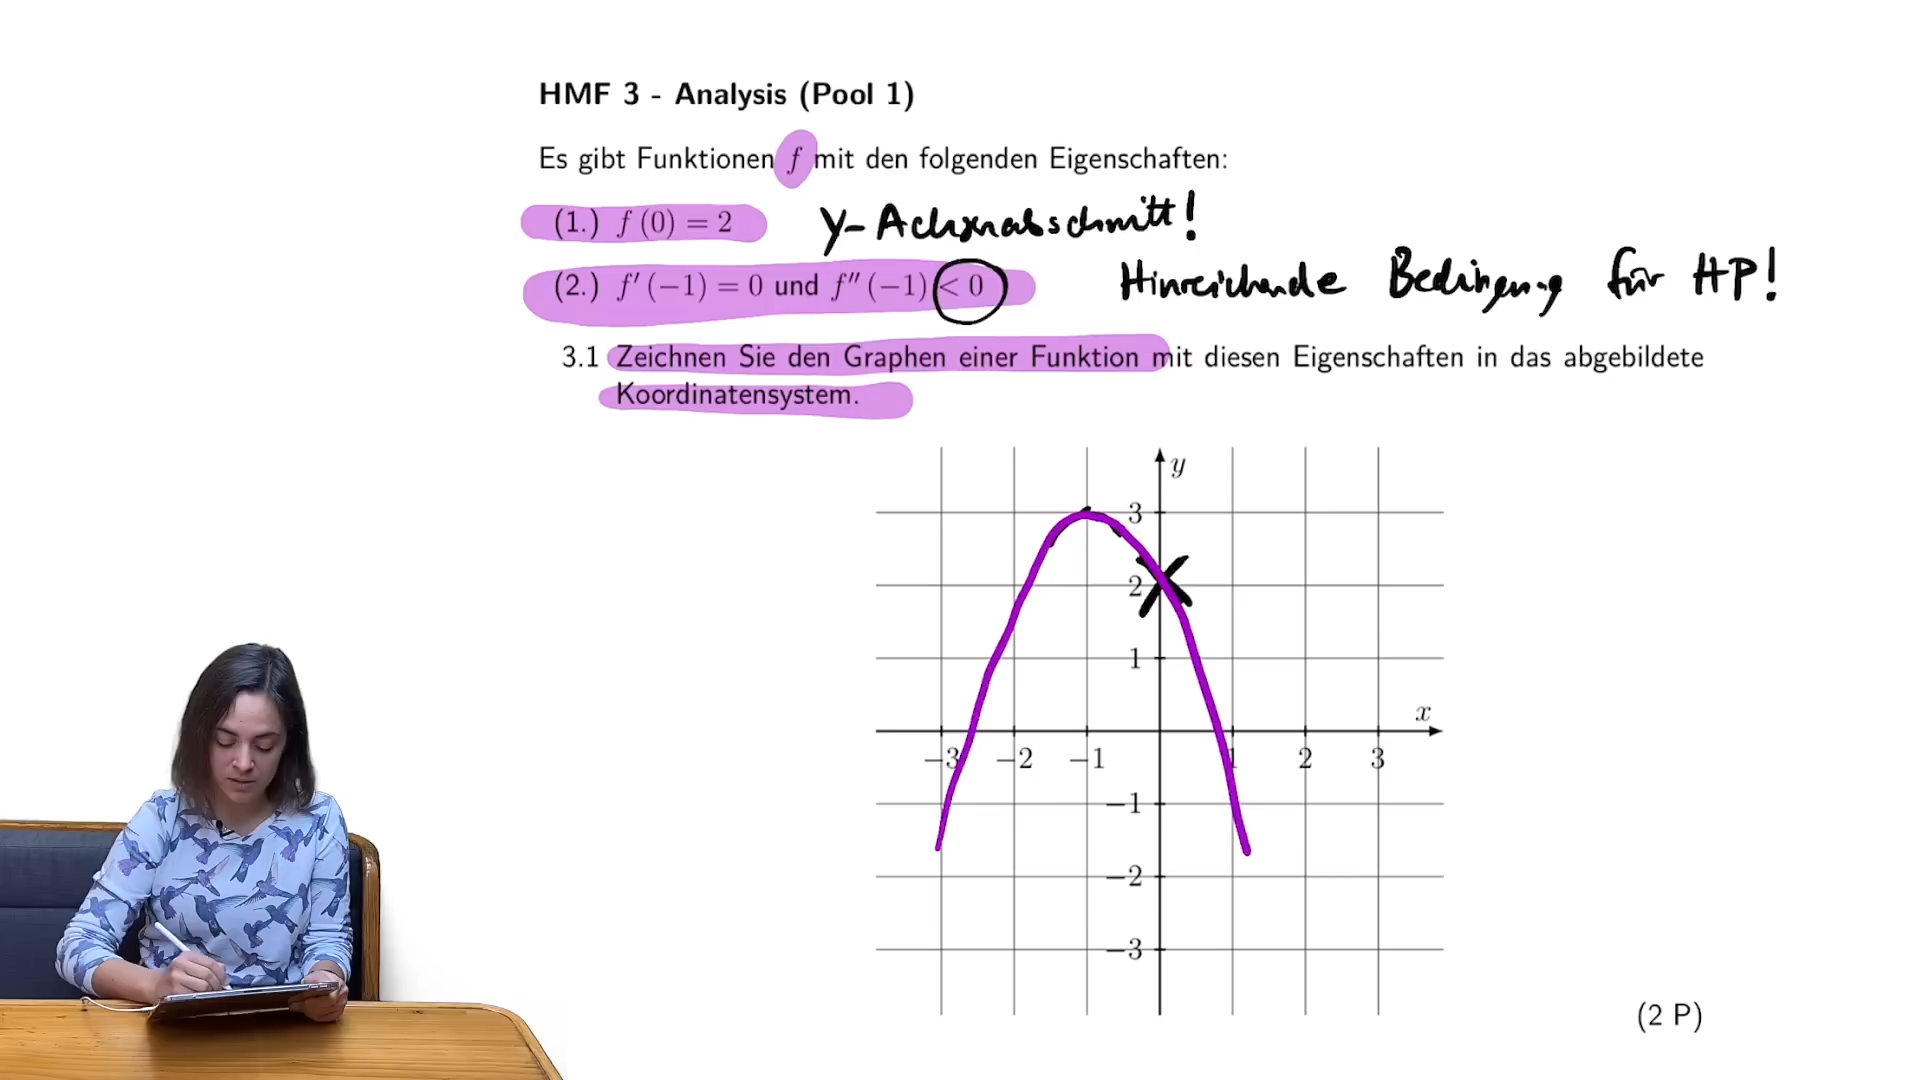 HMF 3 - Analysis (Pool 1)
Es gibt Funktionen f mit den folgenden Eigenschaften:
(1.) f (0) = 2 y-Achsenabschnitt!
(2.) f′ (−1) = 0 und f″ (−1) < 0 Hinreichende Bedingung für HP!
3.1 Zeichnen Sie den Graphen einer Funktion mit diesen Eigenschaften in das abgebildete
Koordinatensystem.
y
3
2
1
x
−3 −2 −1 1 2 3
−1
−2
−3
(2 P)